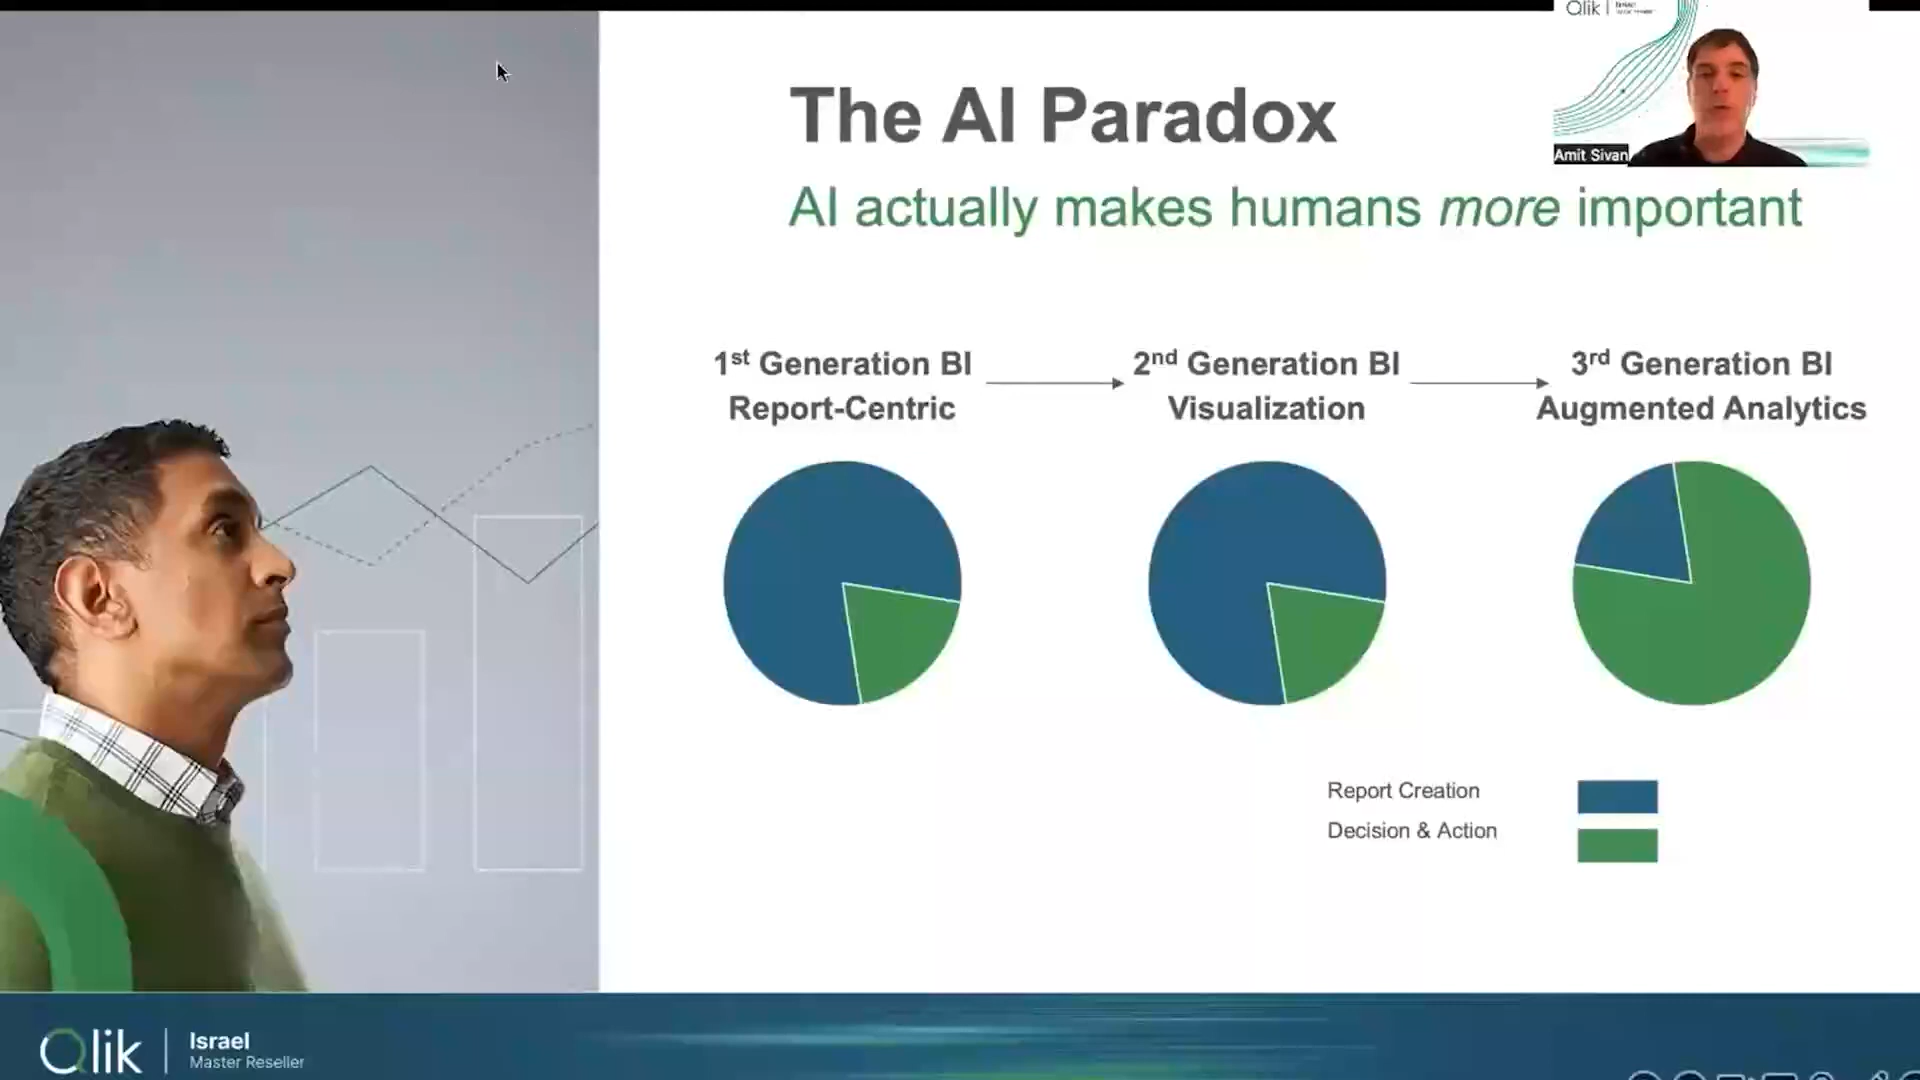 Qlik
The AI Paradox
Amit Sivan
AI actually makes humans more important
1st Generation BI
Report-Centric
2nd Generation BI
Visualization
3rd Generation BI
Augmented Analytics
Report Creation
Decision & Action
Qlik
Israel
Master Reseller